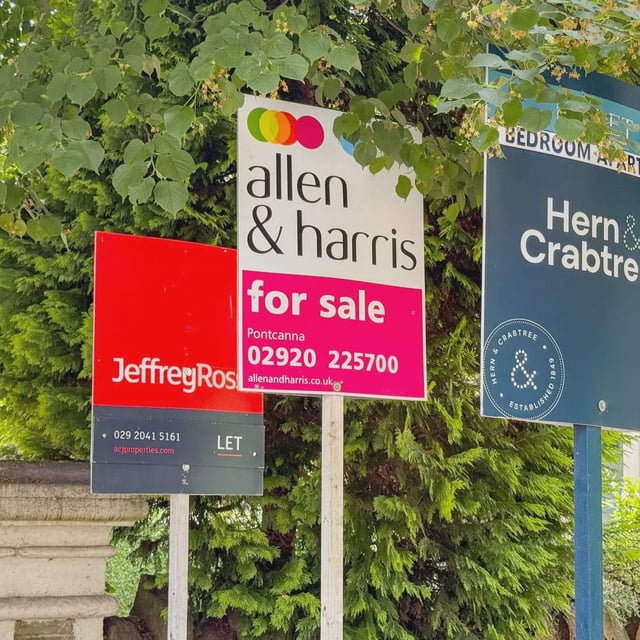 JeffreyRos
029 2041 5161
acjproperties.com
LET
allen
& harris
for sale
Pontcanna
02920 225700
allenandharris.co.uk
BEDROOM APART
Hern &
Crabtre
HERN & CRABTREE
&
ESTABLISHED 1849